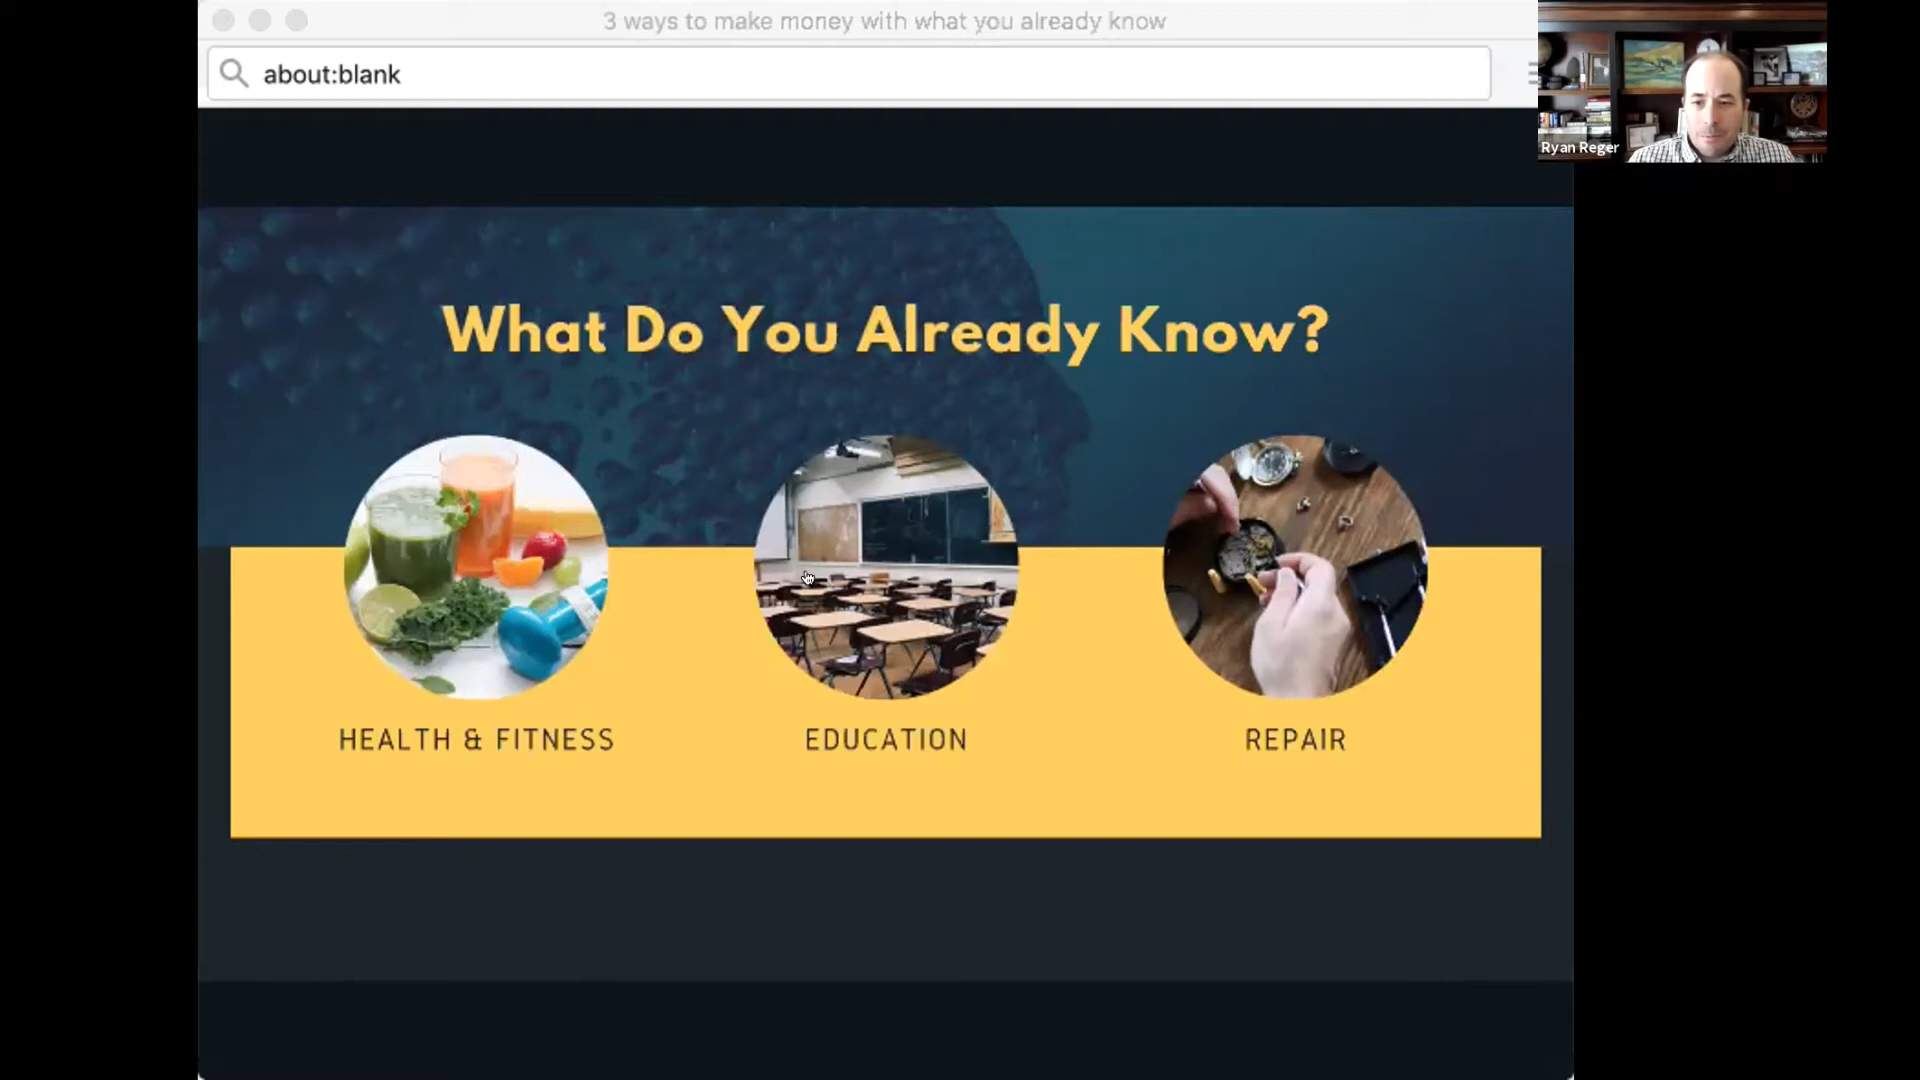 3 ways to make money with what you already know
about:blank
Ryan Reger
What Do You Already Know?
HEALTH & FITNESS
EDUCATION
REPAIR